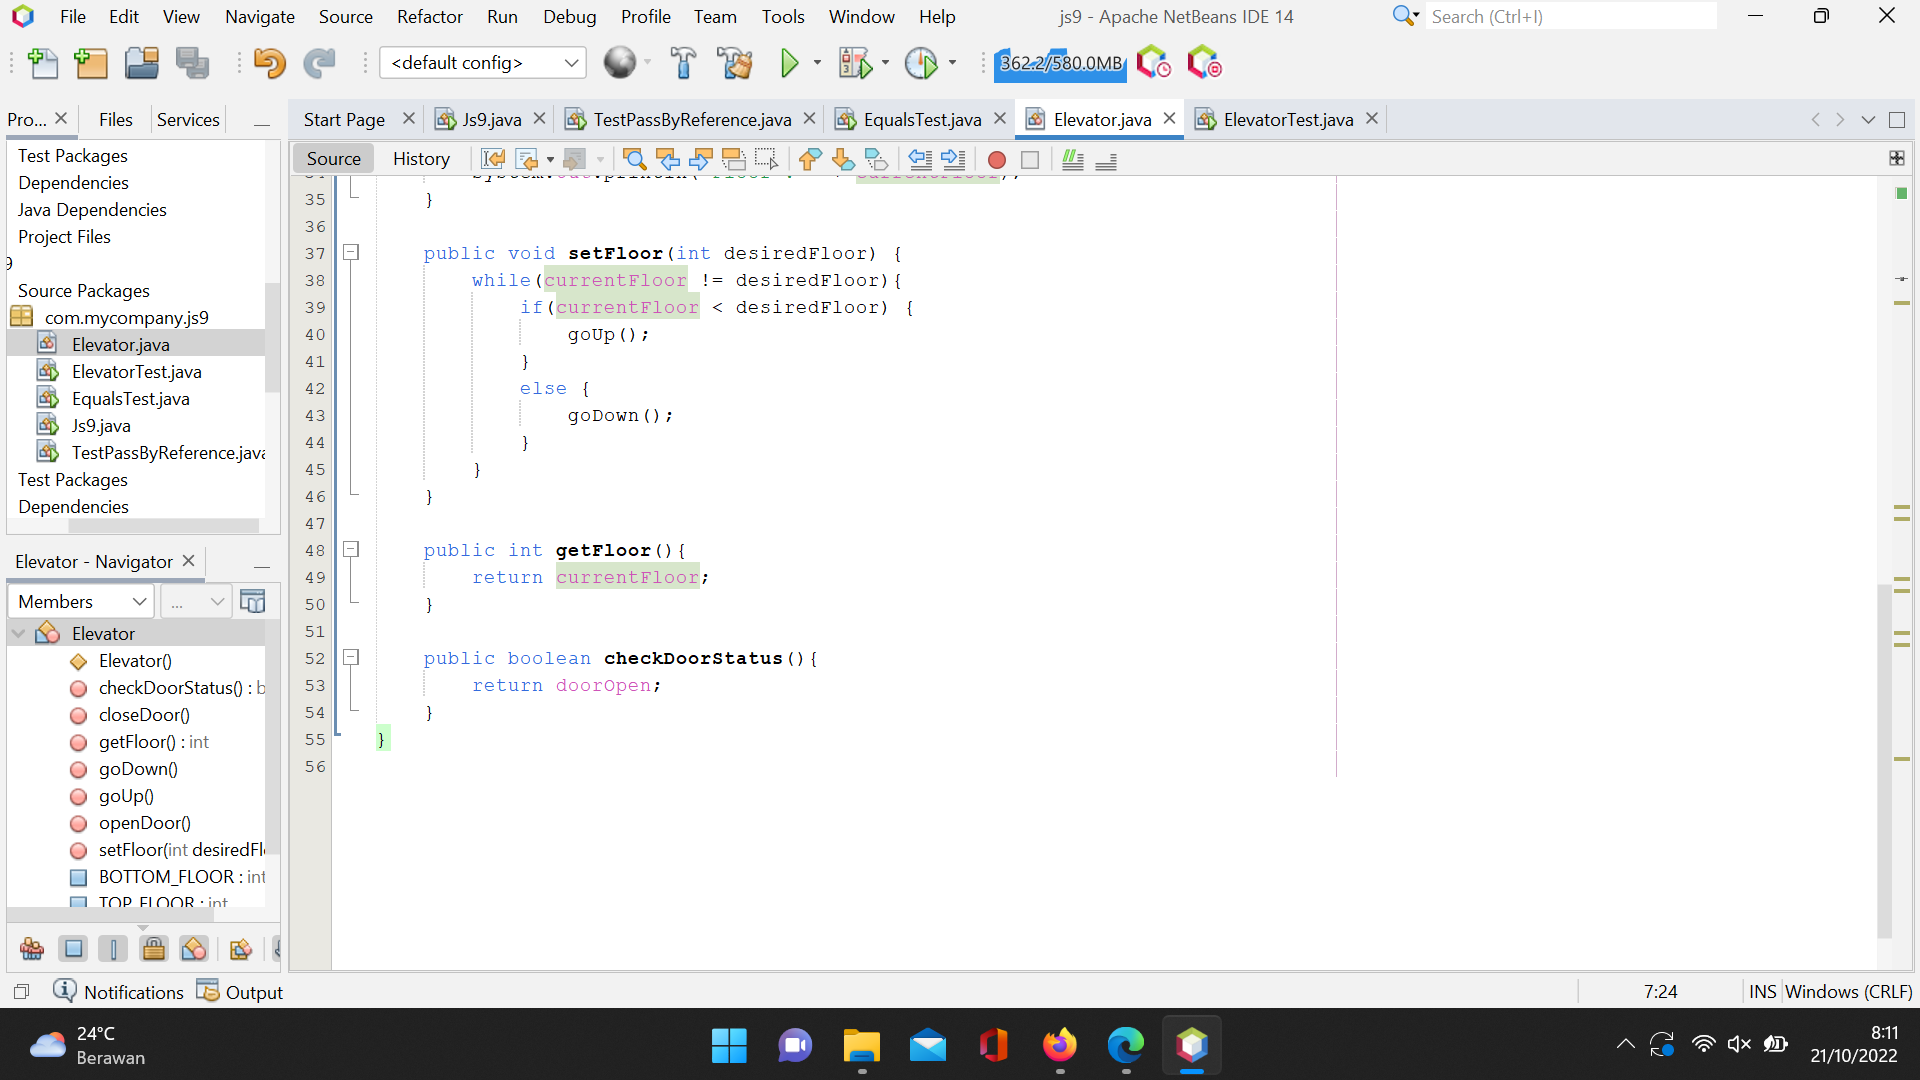 File Edit View Navigate Source Refactor Run Debug Profile Team Tools Window Help
js9 - Apache NetBeans IDE 14
Search (Ctrl+I)
<default config>
362.2/580.0MB
Pro... Files Services
Start Page Js9.java TestPassByReference.java EqualsTest.java Elevator.java ElevatorTest.java
Source History
Test Packages
Dependencies
Java Dependencies
Project Files
9
Source Packages
com.mycompany.js9
Elevator.java
ElevatorTest.java
EqualsTest.java
Js9.java
TestPassByReference.java
Test Packages
Dependencies
35 }
36
37 public void setFloor(int desiredFloor) {
38 while(currentFloor != desiredFloor){
39 if(currentFloor < desiredFloor) {
40 goUp();
41 }
42 else {
43 goDown();
44 }
45 }
46 }
47
48 public int getFloor(){
49 return currentFloor;
50 }
51
52 public boolean checkDoorStatus(){
53 return doorOpen;
54 }
55 }
56
Elevator - Navigator
Members
...
Elevator
Elevator()
checkDoorStatus() : b
closeDoor()
getFloor() : int
goDown()
goUp()
openDoor()
setFloor(int desiredFl
BOTTOM_FLOOR : int
TOP_FLOOR : int
Notifications Output
7:24 INS Windows (CRLF)
24°C
Berawan
8:11
21/10/2022